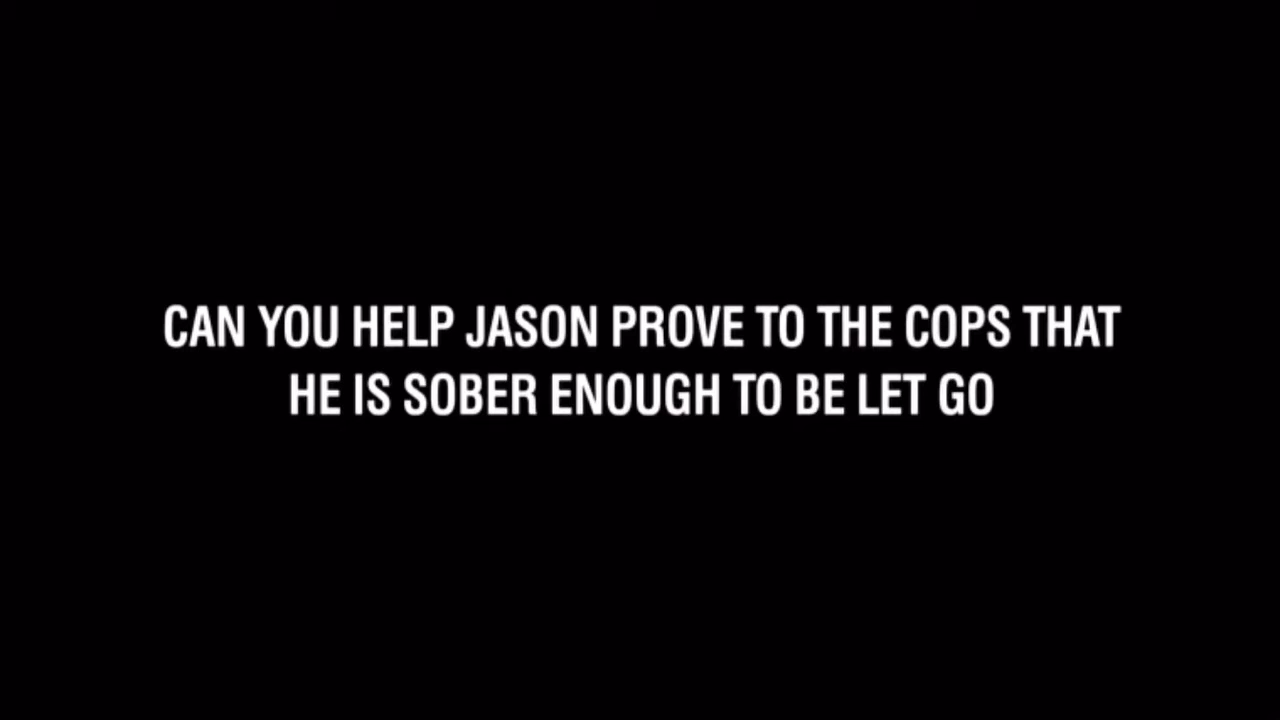 CAN YOU HELP JASON PROVE TO THE COPS THAT
HE IS SOBER ENOUGH TO BE LET GO